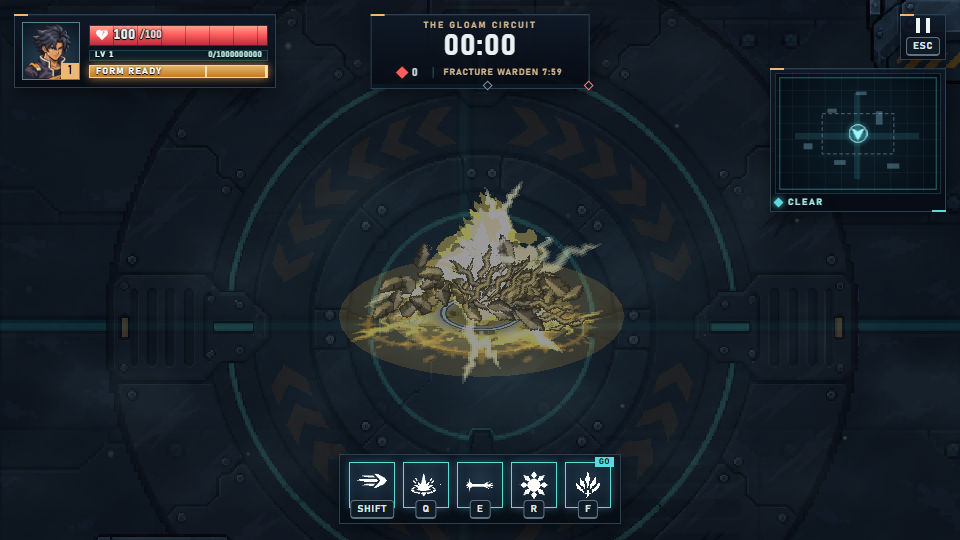 100 /100
LV 1
0/1000000000
FORM READY
1
THE GLOAM CIRCUIT
00:00
0
FRACTURE WARDEN 7:59
ESC
CLEAR
GO
SHIFT
Q
E
R
F